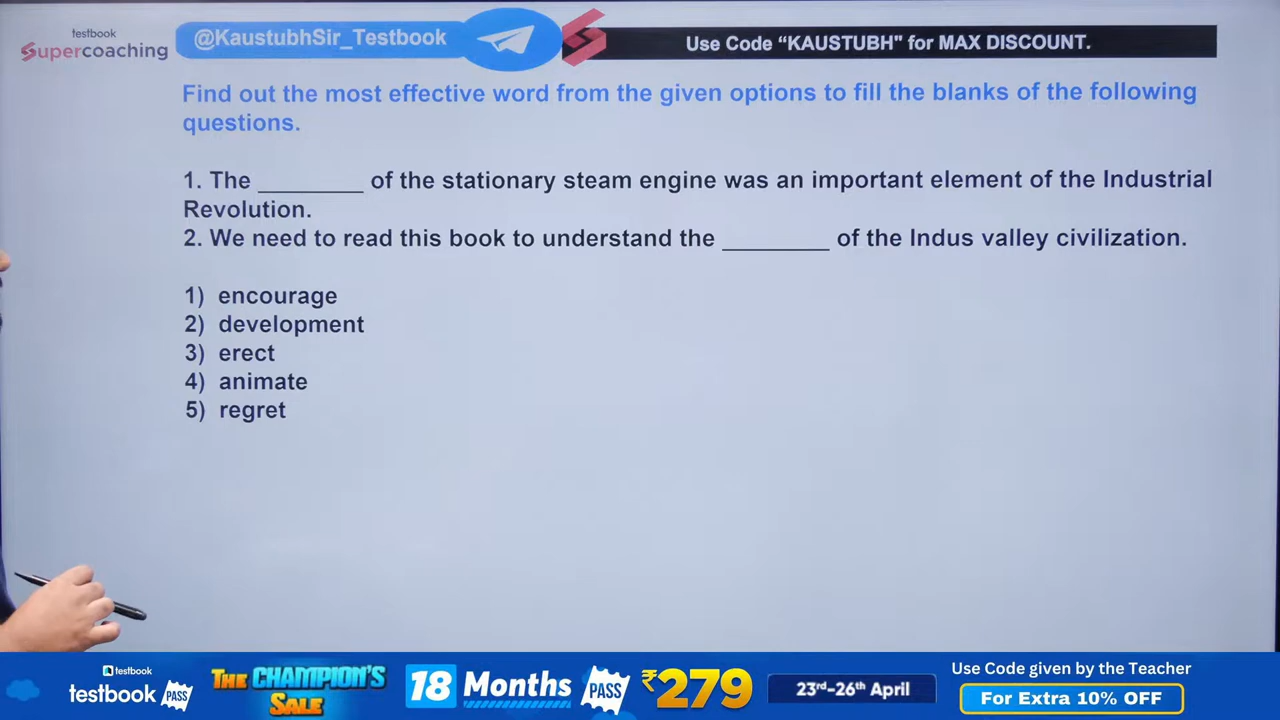 testbook
Supercoaching
@KaustubhSir_Testbook
Use Code “KAUSTUBH" for MAX DISCOUNT.
Find out the most effective word from the given options to fill the blanks of the following
questions.
1. The ________ of the stationary steam engine was an important element of the Industrial
Revolution.
2. We need to read this book to understand the ________ of the Indus valley civilization.
1) encourage
2) development
3) erect
4) animate
5) regret
testbook
testbook PASS
THE CHAMPION'S
SALE
18 Months PASS ₹279
23rd-26th April
Use Code given by the Teacher
For Extra 10% OFF